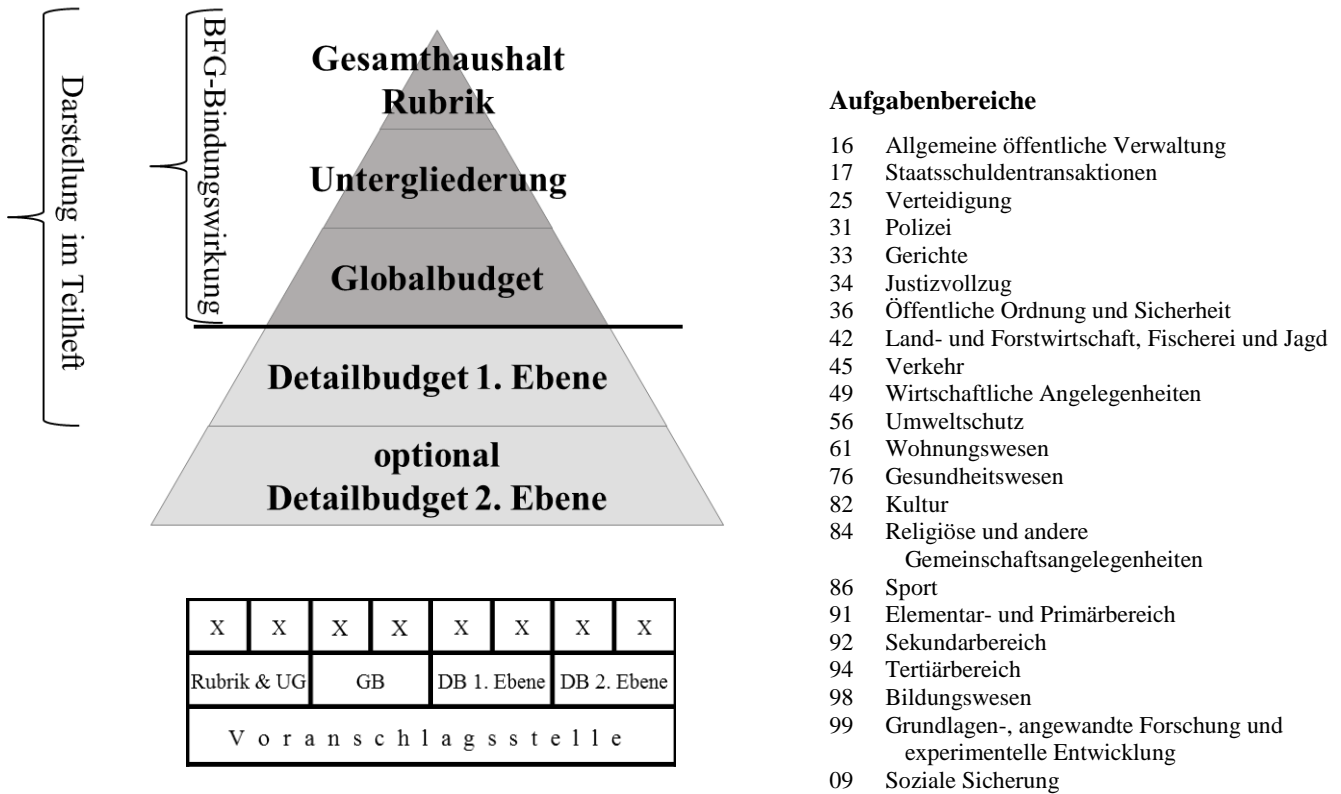 Darstellung im Teilheft
BFG-Bindungswirkung
Gesamthaushalt
Rubrik
Untergliederung
Globalbudget
Detailbudget 1. Ebene
optional
Detailbudget 2. Ebene
X X X X X X X X
Rubrik & UG GB DB 1. Ebene DB 2. Ebene
V o r a n s c h l a g s s t e l l e
Aufgabenbereiche
16 Allgemeine öffentliche Verwaltung
17 Staatsschuldentransaktionen
25 Verteidigung
31 Polizei
33 Gerichte
34 Justizvollzug
36 Öffentliche Ordnung und Sicherheit
42 Land- und Forstwirtschaft, Fischerei und Jagd
45 Verkehr
49 Wirtschaftliche Angelegenheiten
56 Umweltschutz
61 Wohnungswesen
76 Gesundheitswesen
82 Kultur
84 Religiöse und andere
Gemeinschaftsangelegenheiten
86 Sport
91 Elementar- und Primärbereich
92 Sekundarbereich
94 Tertiärbereich
98 Bildungswesen
99 Grundlagen-, angewandte Forschung und
experimentelle Entwicklung
09 Soziale Sicherung